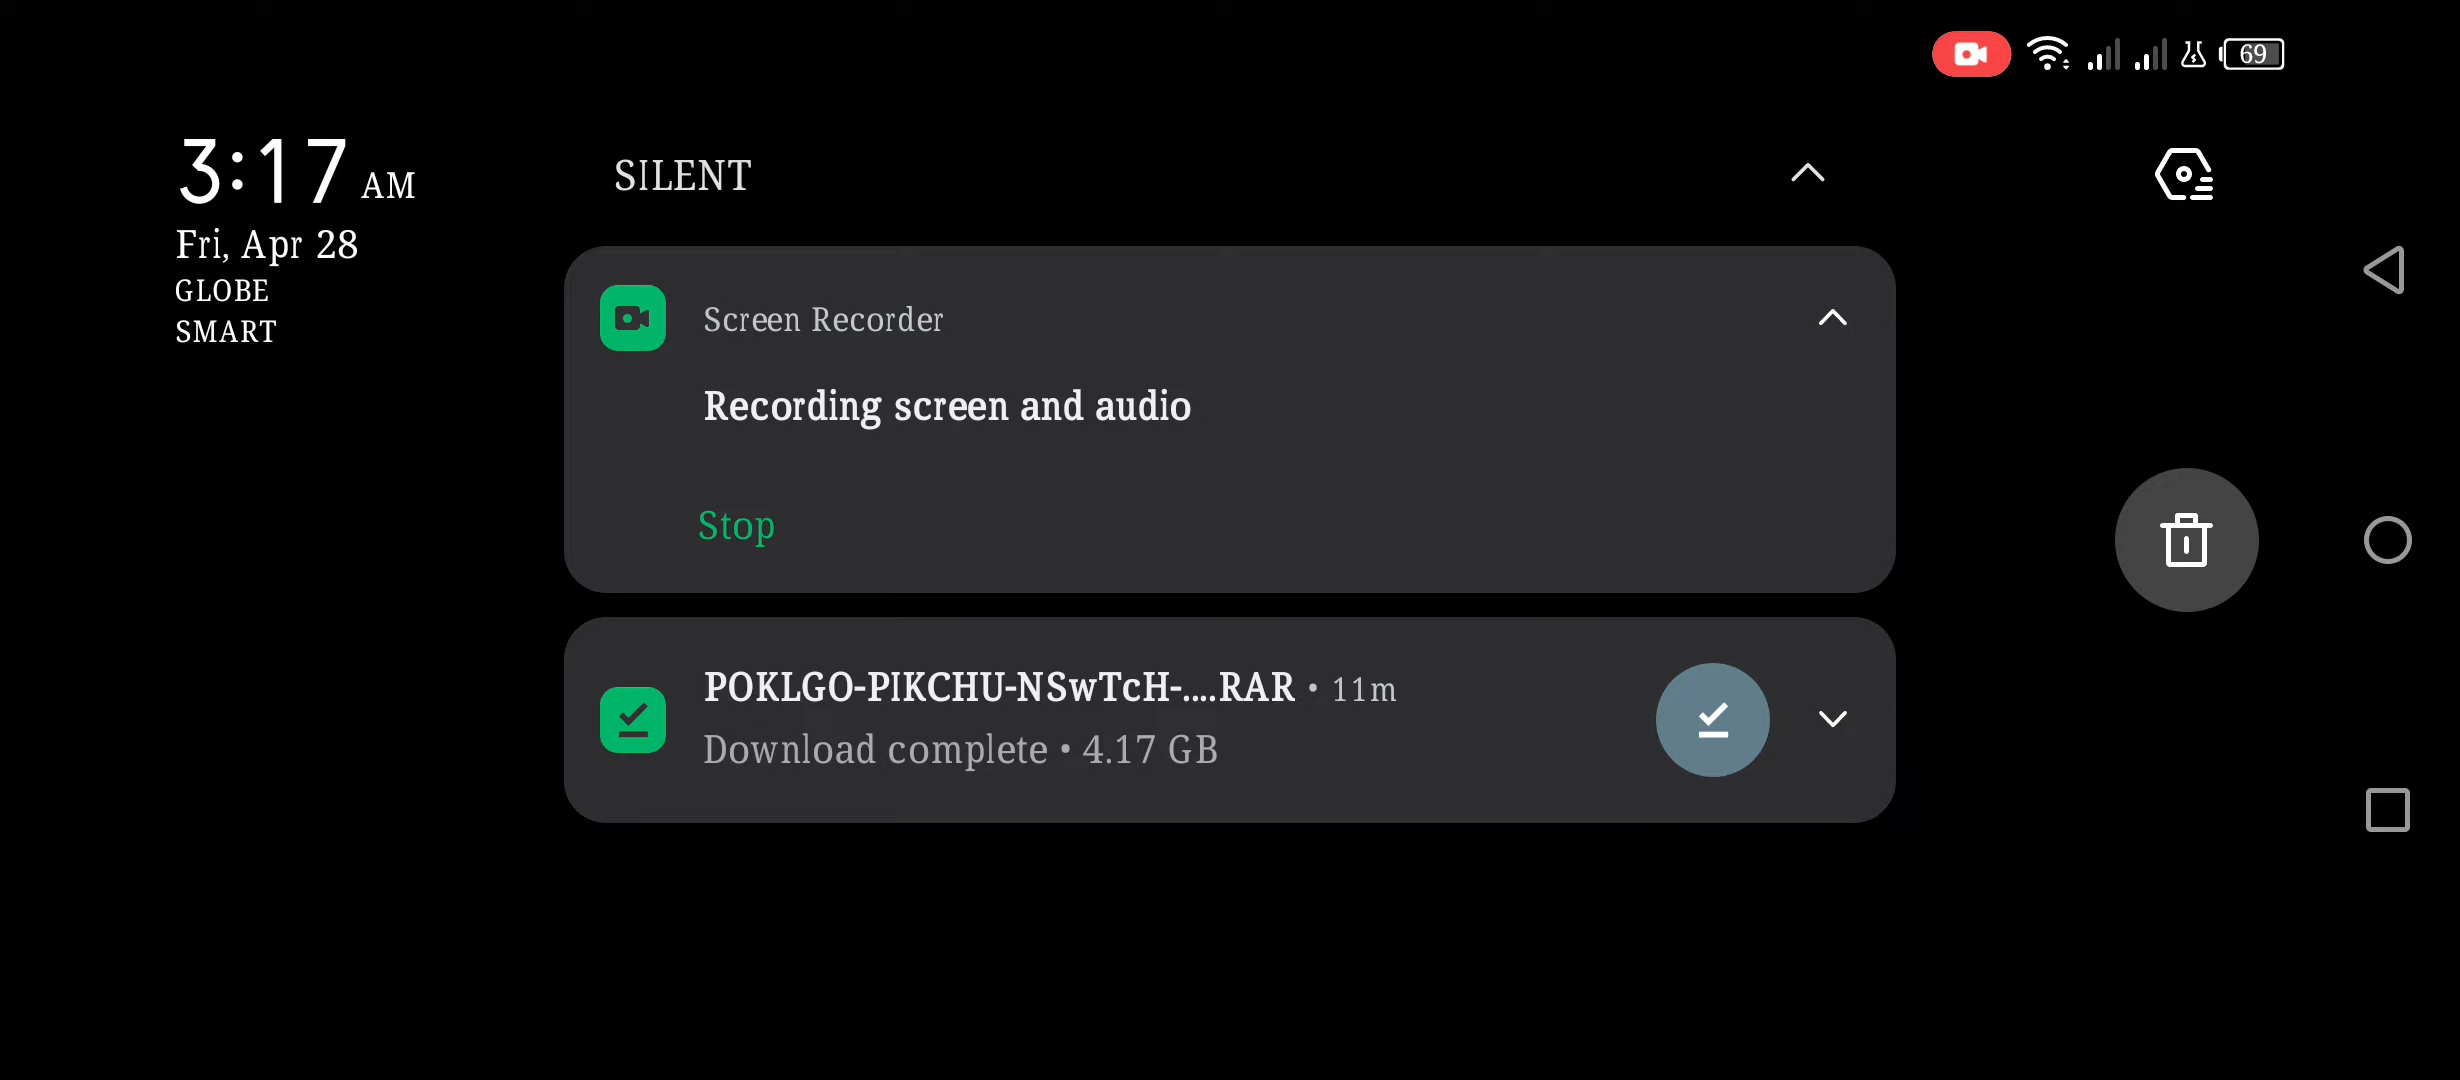 69
3:17 AM
Fri, Apr 28
GLOBE
SMART
SILENT
Screen Recorder
Recording screen and audio
Stop
POKLGO-PIKCHU-NSwTcH-....RAR • 11m
Download complete • 4.17 GB